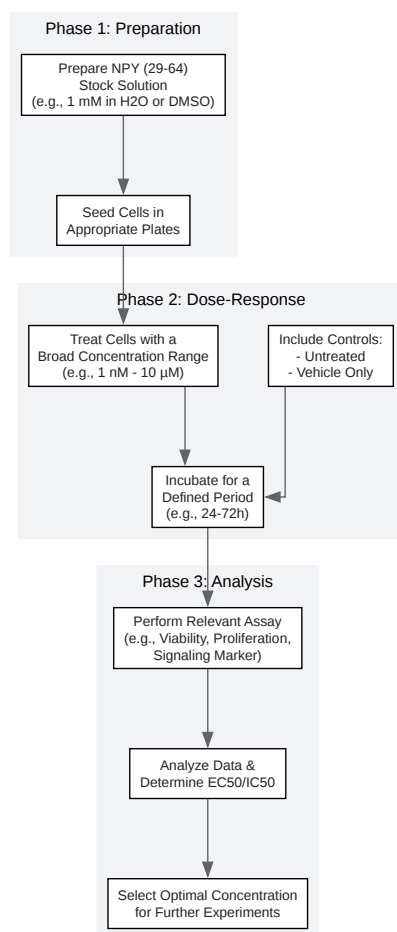 Phase 1: Preparation
Prepare NPY (29-64)
Stock Solution
(e.g., 1 mM in H2O or DMSO)
Seed Cells in
Appropriate Plates
Phase 2: Dose-Response
Treat Cells with a
Broad Concentration Range
(e.g., 1 nM - 10 µM)
Include Controls:
- Untreated
- Vehicle Only
Incubate for a
Defined Period
(e.g., 24-72h)
Phase 3: Analysis
Perform Relevant Assay
(e.g., Viability, Proliferation,
Signaling Marker)
Analyze Data &
Determine EC50/IC50
Select Optimal Concentration
for Further Experiments